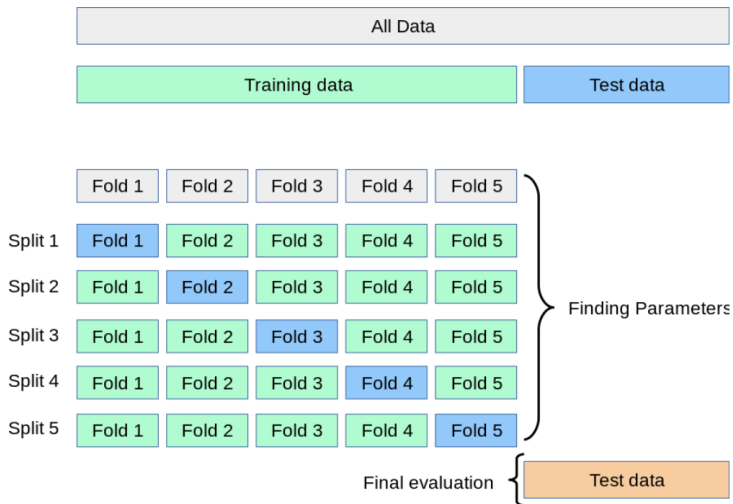 All Data
Training data Test data
Fold 1 Fold 2 Fold 3 Fold 4 Fold 5
Split 1 Fold 1 Fold 2 Fold 3 Fold 4 Fold 5
Split 2 Fold 1 Fold 2 Fold 3 Fold 4 Fold 5
Finding Parameters
Split 3 Fold 1 Fold 2 Fold 3 Fold 4 Fold 5
Split 4 Fold 1 Fold 2 Fold 3 Fold 4 Fold 5
Split 5 Fold 1 Fold 2 Fold 3 Fold 4 Fold 5
Final evaluation Test data